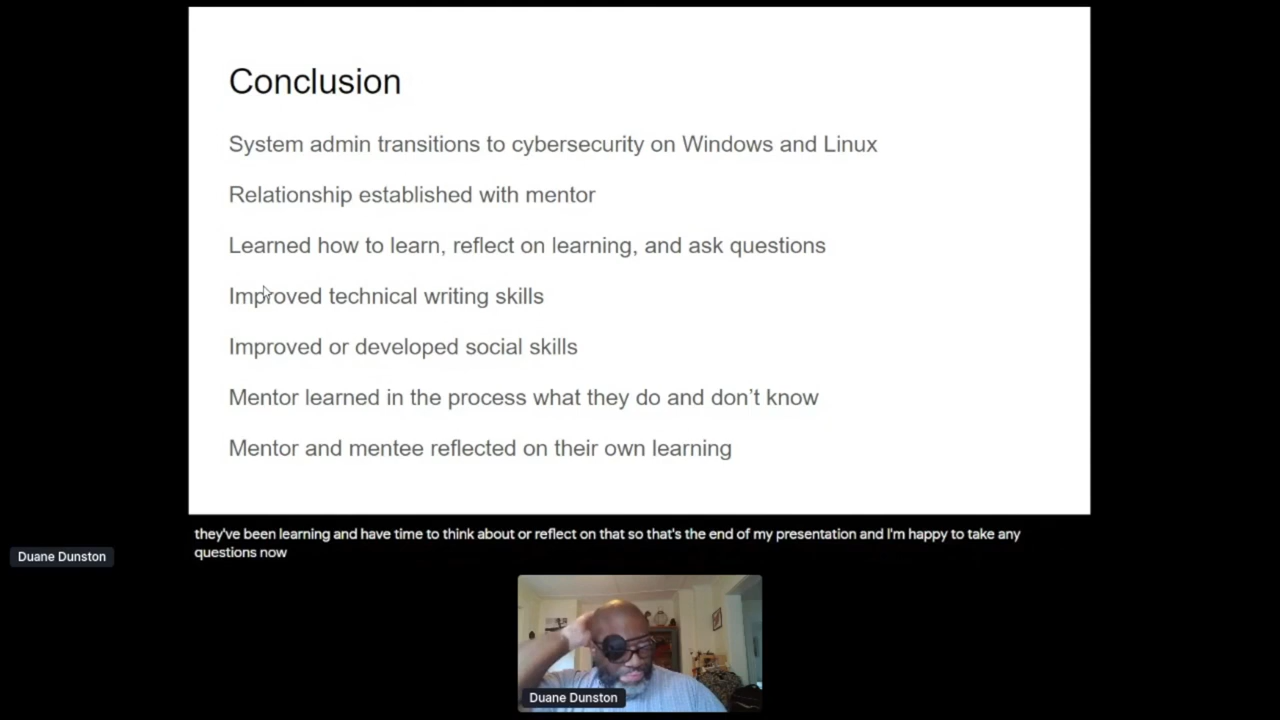 Conclusion
System admin transitions to cybersecurity on Windows and Linux
Relationship established with mentor
Learned how to learn, reflect on learning, and ask questions
Improved technical writing skills
Improved or developed social skills
Mentor learned in the process what they do and don’t know
Mentor and mentee reflected on their own learning
they've been learning and have time to think about or reflect on that so that's the end of my presentation and I'm happy to take any
questions now
Duane Dunston
Duane Dunston